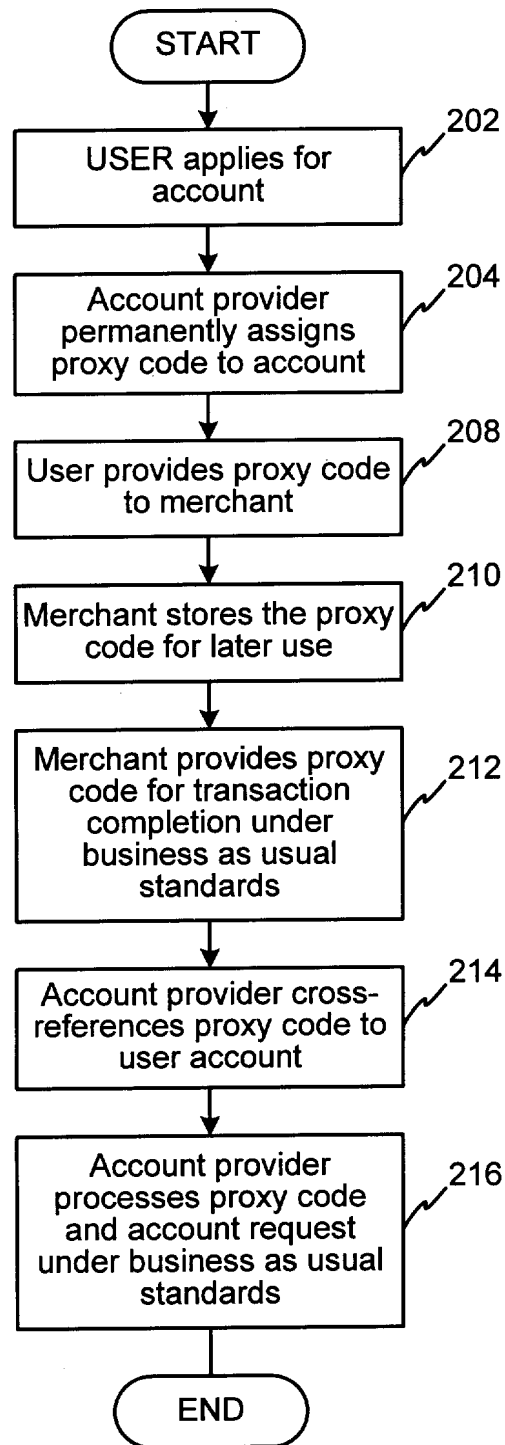 START
202
USER applies for
account
204
Account provider
permanently assigns
proxy code to account
208
User provides proxy code
to merchant
210
Merchant stores the proxy
code for later use
212
Merchant provides proxy
code for transaction
completion under
business as usual
standards
214
Account provider cross-
references proxy code to
user account
216
Account provider
processes proxy code
and account request
under business as usual
standards
END